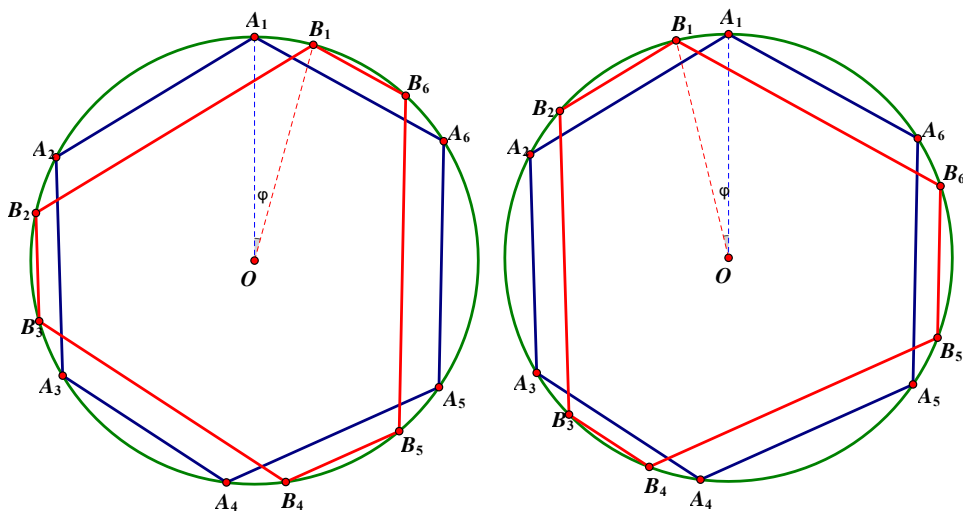 A₁
B₁
B₆
A₆
A₂
B₂
φ
O
B₃
A₃
A₅
B₅
A₄
B₄
A₁
B₁
B₂
A₂
A₆
B₆
φ
O
B₅
A₃
A₅
B₃
B₄
A₄